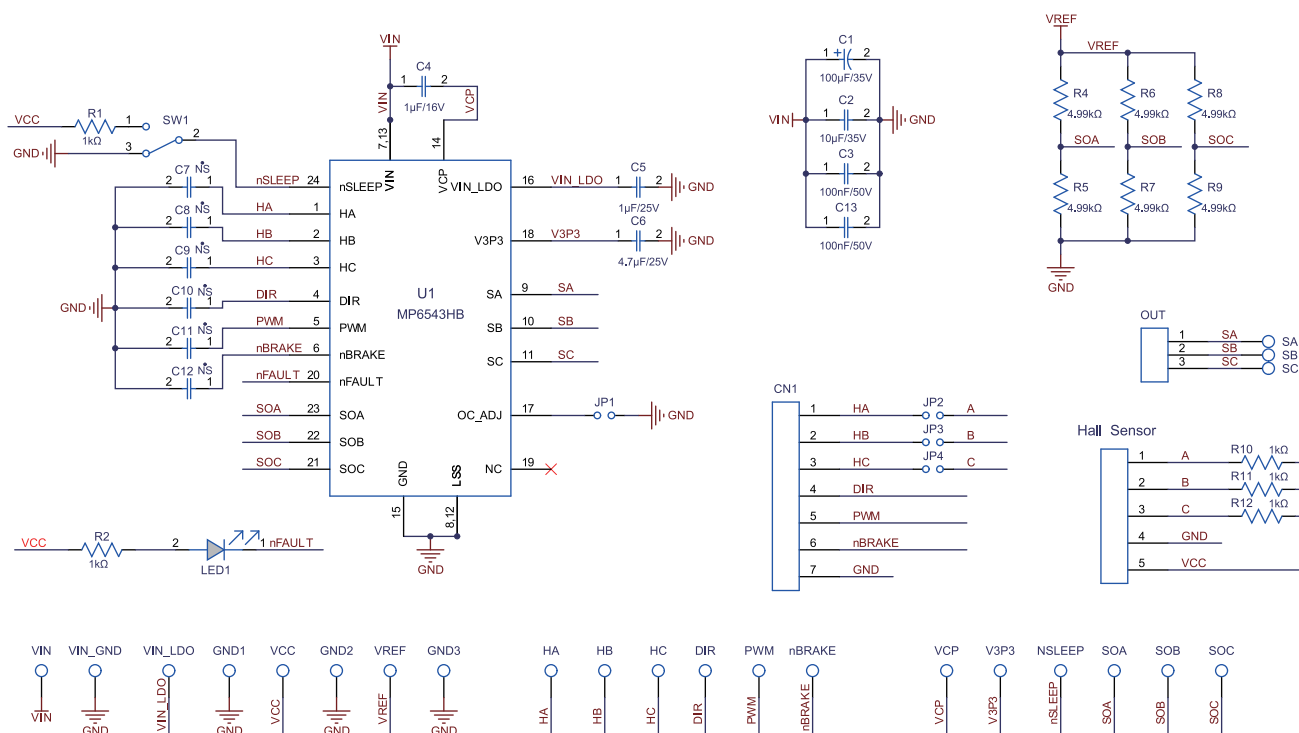 VIN
C4
1 2
1µF/16V
VIN
VCP
7,13
14
VCC
R1
1kΩ
1
SW1
2
GND
3
C7 NS
2 1
C8 NS
2 1
C9 NS
2 1
C10 NS
2 1
C11 NS
2 1
C12 NS
2 1
GND
nSLEEP 24 nSLEEP
HA 1 HA
HB 2 HB
HC 3 HC
DIR 4 DIR
PWM 5 PWM
nBRAKE 6 nBRAKE
nFAULT 20 nFAULT
SOA 23 SOA
SOB 22 SOB
SOC 21 SOC
VIN
VCP
U1
MP6543HB
VIN_LDO 16 VIN_LDO
C5
1 2 GND
1µF/25V
V3P3 18 V3P3
C6
1 2 GND
4.7µF/25V
SA 9 SA
SB 10 SB
SC 11 SC
OC_ADJ 17 JP1 GND
NC 19
GND
LSS
15
8,12
GND
VCC
R2
1kΩ
2 1 nFAULT
LED1
C1
1 + 2
100µF/35V
C2
1 2
10µF/35V
VIN
GND
C3
1 2
100nF/50V
C13
1 2
100nF/50V
VREF
VREF
R4
4.99kΩ
R6
4.99kΩ
R8
4.99kΩ
SOA SOB SOC
R5
4.99kΩ
R7
4.99kΩ
R9
4.99kΩ
GND
OUT
1 SA SA
2 SB SB
3 SC SC
CN1
1 HA JP2 A
2 HB JP3 B
3 HC JP4 C
4 DIR
5 PWM
6 nBRAKE
7 GND
Hall Sensor
1 A R10 1kΩ
2 B R11 1kΩ
3 C R12 1kΩ
4 GND
5 VCC
VIN VIN_GND VIN_LDO GND1 VCC GND2 VREF GND3 HA HB HC DIR PWM nBRAKE VCP V3P3 NSLEEP SOA SOB SOC
VIN GND VIN_LDO GND VCC GND VREF GND HA HB HC DIR PWM nBRAKE VCP V3P3 nSLEEP SOA SOB SOC